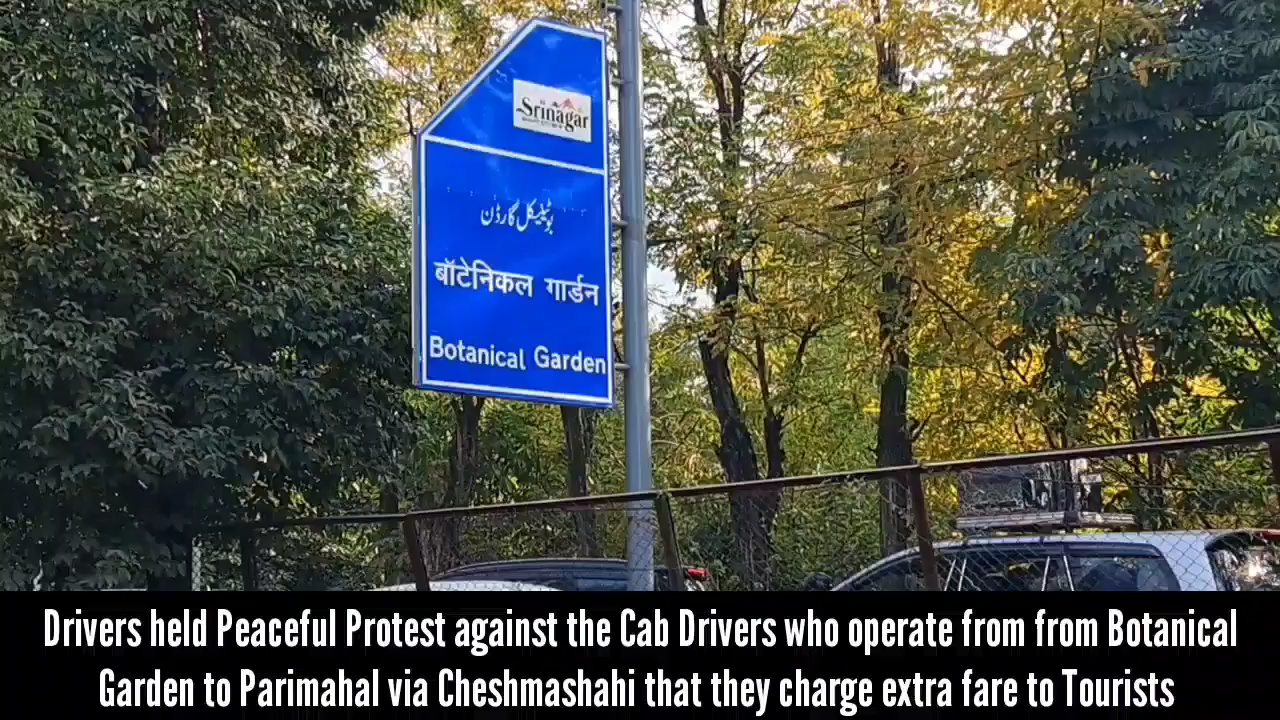 Srinagar
بوٹینیکل گارڈن
बॉटेनिकल गार्डन
Botanical Garden
Drivers held Peaceful Protest against the Cab Drivers who operate from from Botanical
Garden to Parimahal via Cheshmashahi that they charge extra fare to Tourists